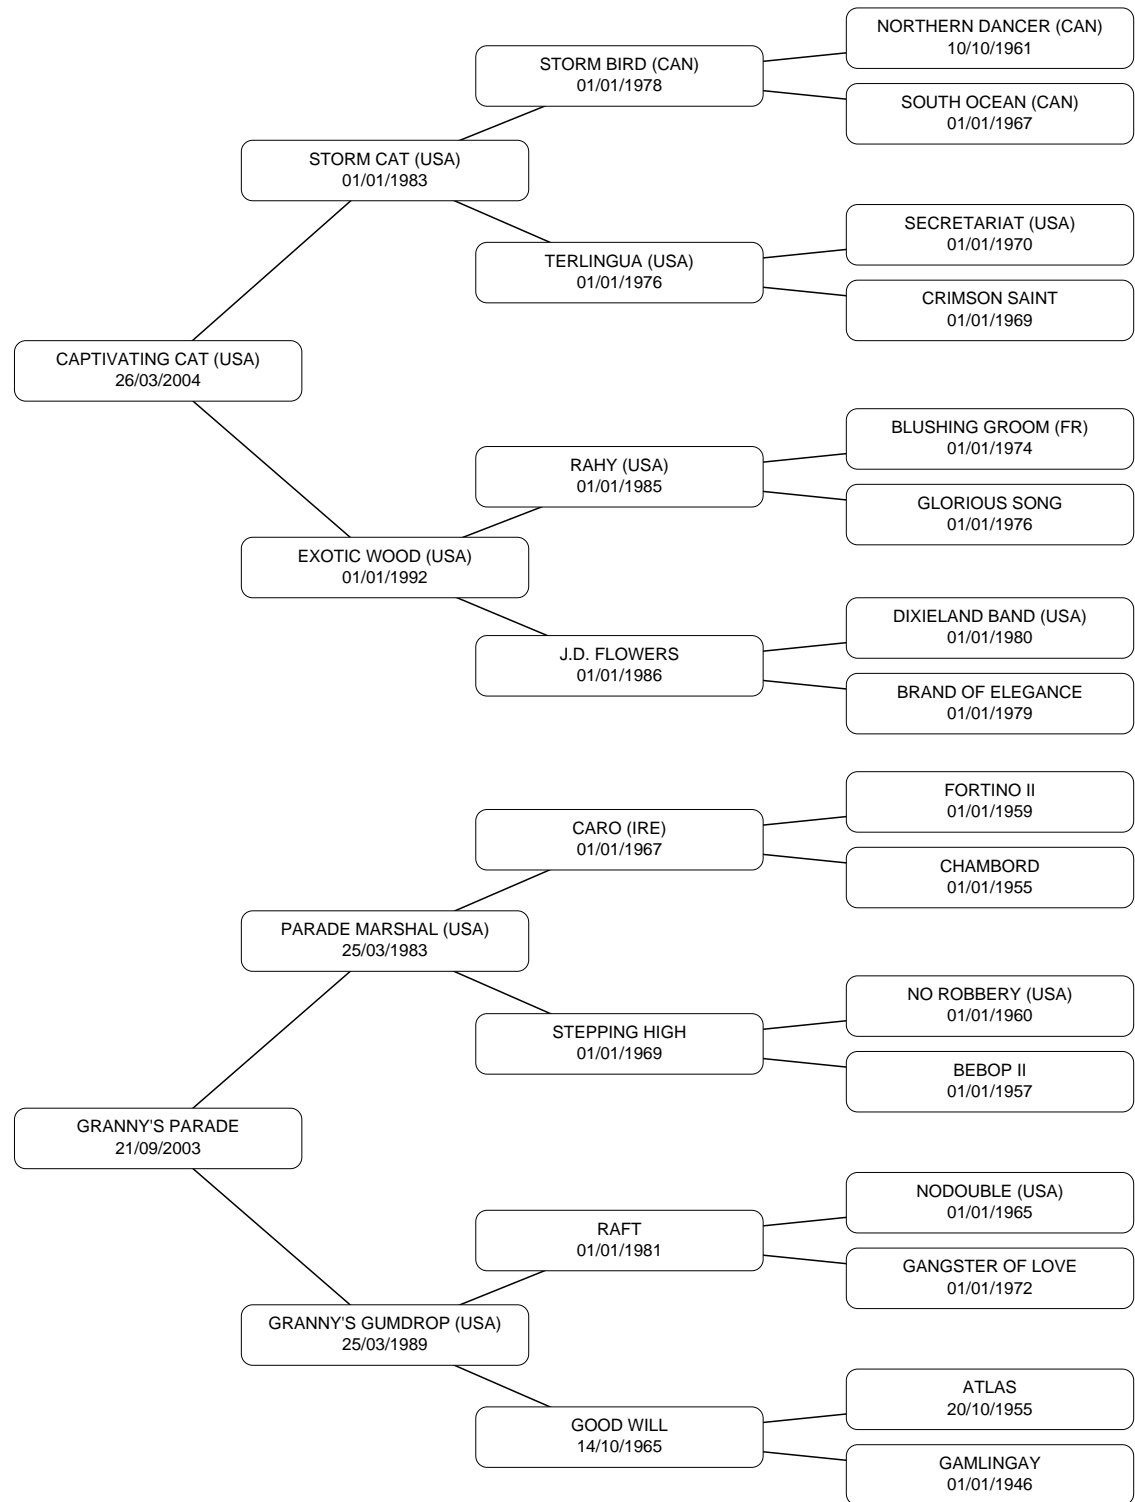 NORTHERN DANCER (CAN)
10/10/1961
STORM BIRD (CAN)
01/01/1978
SOUTH OCEAN (CAN)
01/01/1967
STORM CAT (USA)
01/01/1983
SECRETARIAT (USA)
01/01/1970
TERLINGUA (USA)
01/01/1976
CRIMSON SAINT
01/01/1969
CAPTIVATING CAT (USA)
26/03/2004
BLUSHING GROOM (FR)
01/01/1974
RAHY (USA)
01/01/1985
GLORIOUS SONG
01/01/1976
EXOTIC WOOD (USA)
01/01/1992
DIXIELAND BAND (USA)
01/01/1980
J.D. FLOWERS
01/01/1986
BRAND OF ELEGANCE
01/01/1979
FORTINO II
01/01/1959
CARO (IRE)
01/01/1967
CHAMBORD
01/01/1955
PARADE MARSHAL (USA)
25/03/1983
NO ROBBERY (USA)
01/01/1960
STEPPING HIGH
01/01/1969
BEBOP II
01/01/1957
GRANNY'S PARADE
21/09/2003
NODOUBLE (USA)
01/01/1965
RAFT
01/01/1981
GANGSTER OF LOVE
01/01/1972
GRANNY'S GUMDROP (USA)
25/03/1989
ATLAS
20/10/1955
GOOD WILL
14/10/1965
GAMLINGAY
01/01/1946